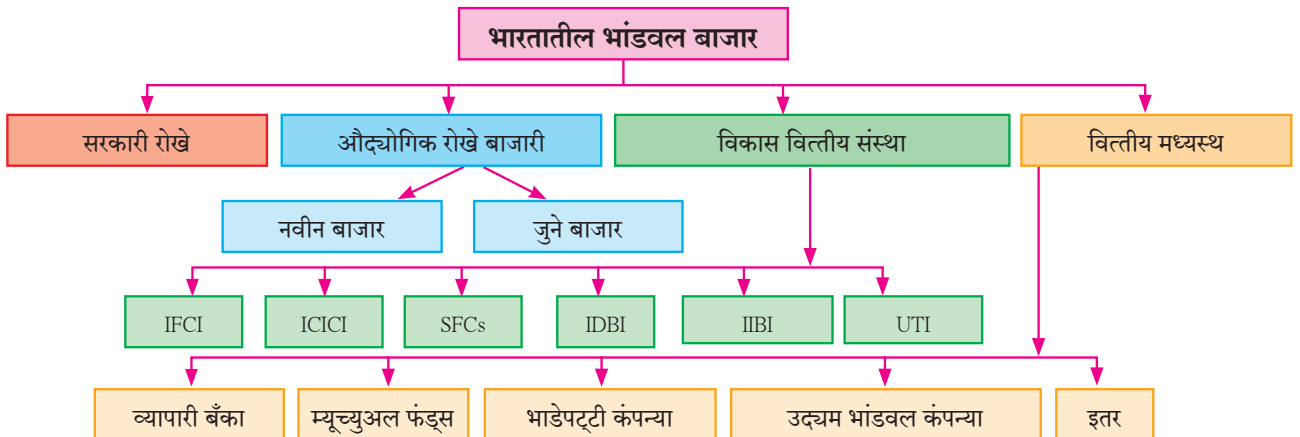 भारतातील भांडवल बाजार
सरकारी रोखे
औद्योगिक रोखे बाजारी
विकास वित्तीय संस्था
वित्तीय मध्यस्थ
नवीन बाजार
जुने बाजार
IFCI
ICICI
SFCs
IDBI
IIBI
UTI
व्यापारी बँका
म्यूच्युअल फंड्स
भाडेपट्टी कंपन्या
उद्यम भांडवल कंपन्या
इतर